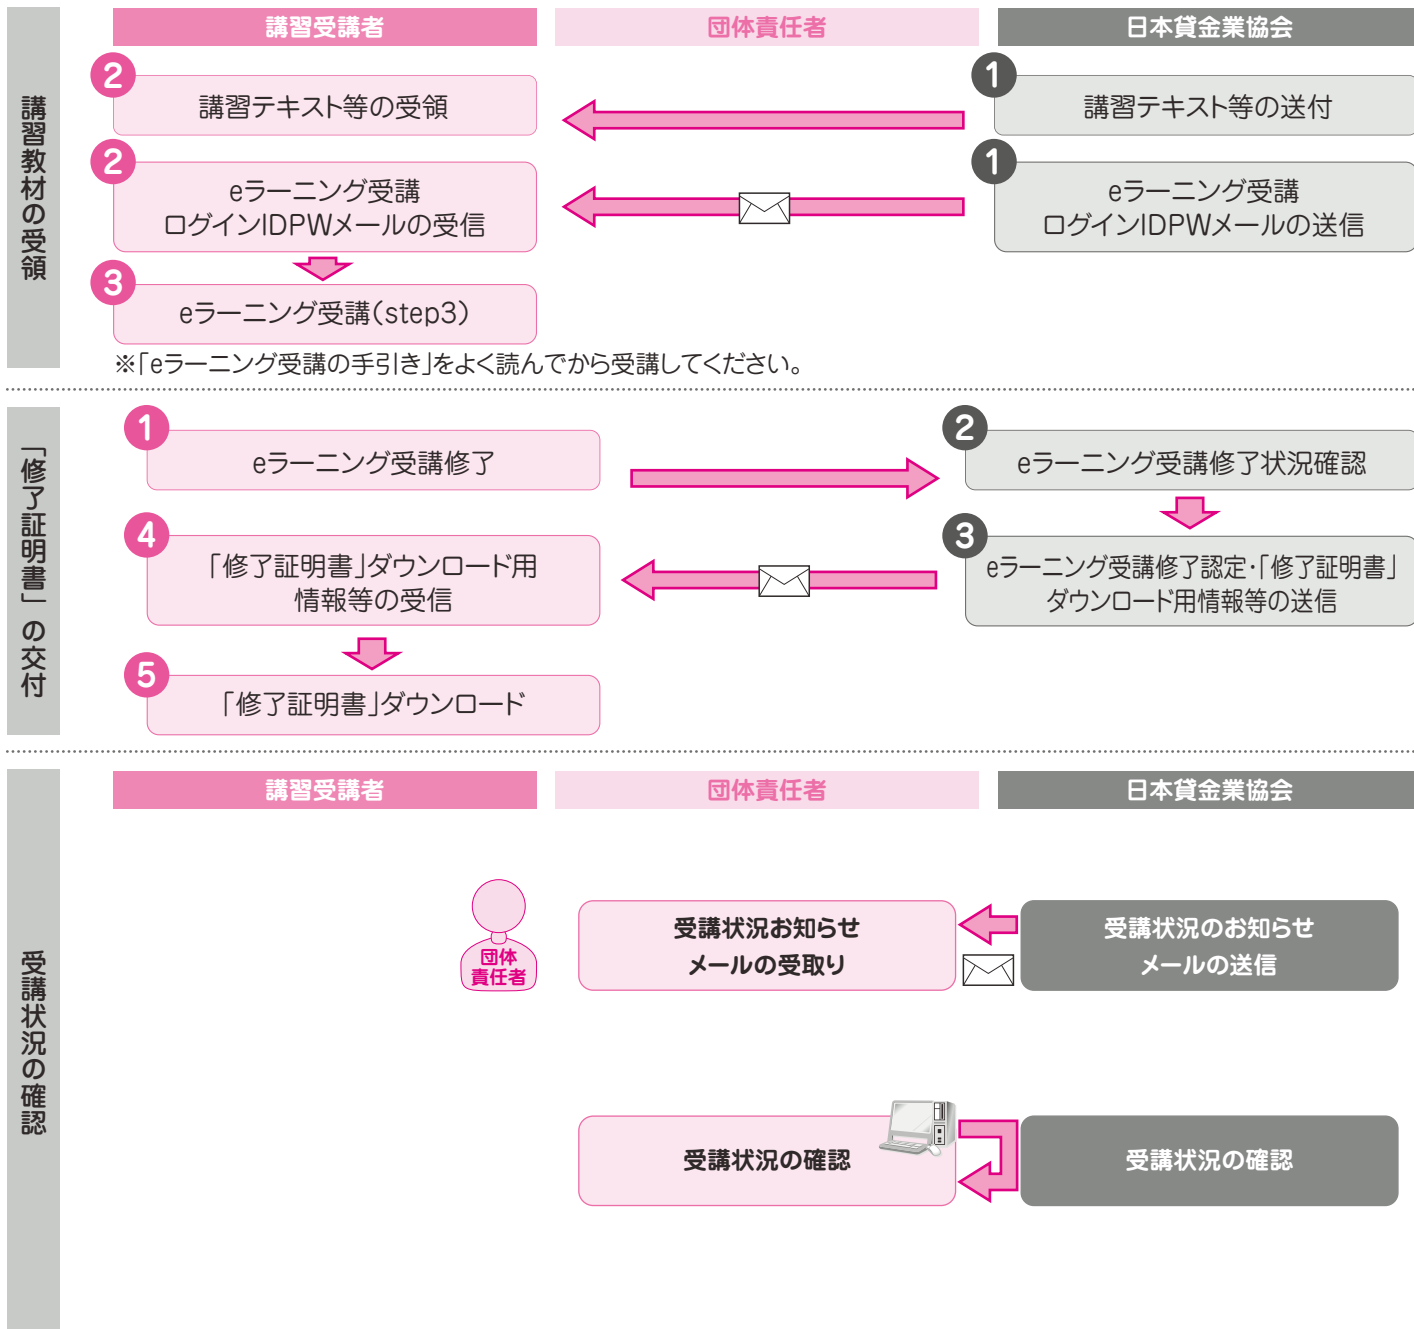 講習教材の受領
講習受講者
団体責任者
日本貸金業協会
2
講習テキスト等の受領
1
講習テキスト等の送付
2
eラーニング受講
ログインIDPWメールの受信
1
eラーニング受講
ログインIDPWメールの送信
3
eラーニング受講(step3)
※「eラーニング受講の手引き」をよく読んでから受講してください。
「修了証明書」の交付
1
eラーニング受講修了
2
eラーニング受講修了状況確認
4
「修了証明書」ダウンロード用
情報等の受信
3
eラーニング受講修了認定・「修了証明書」
ダウンロード用情報等の送信
5
「修了証明書」ダウンロード
受講状況の確認
講習受講者
団体責任者
日本貸金業協会
団体
責任者
受講状況お知らせ
メールの受取り
受講状況のお知らせ
メールの送信
受講状況の確認
受講状況の確認